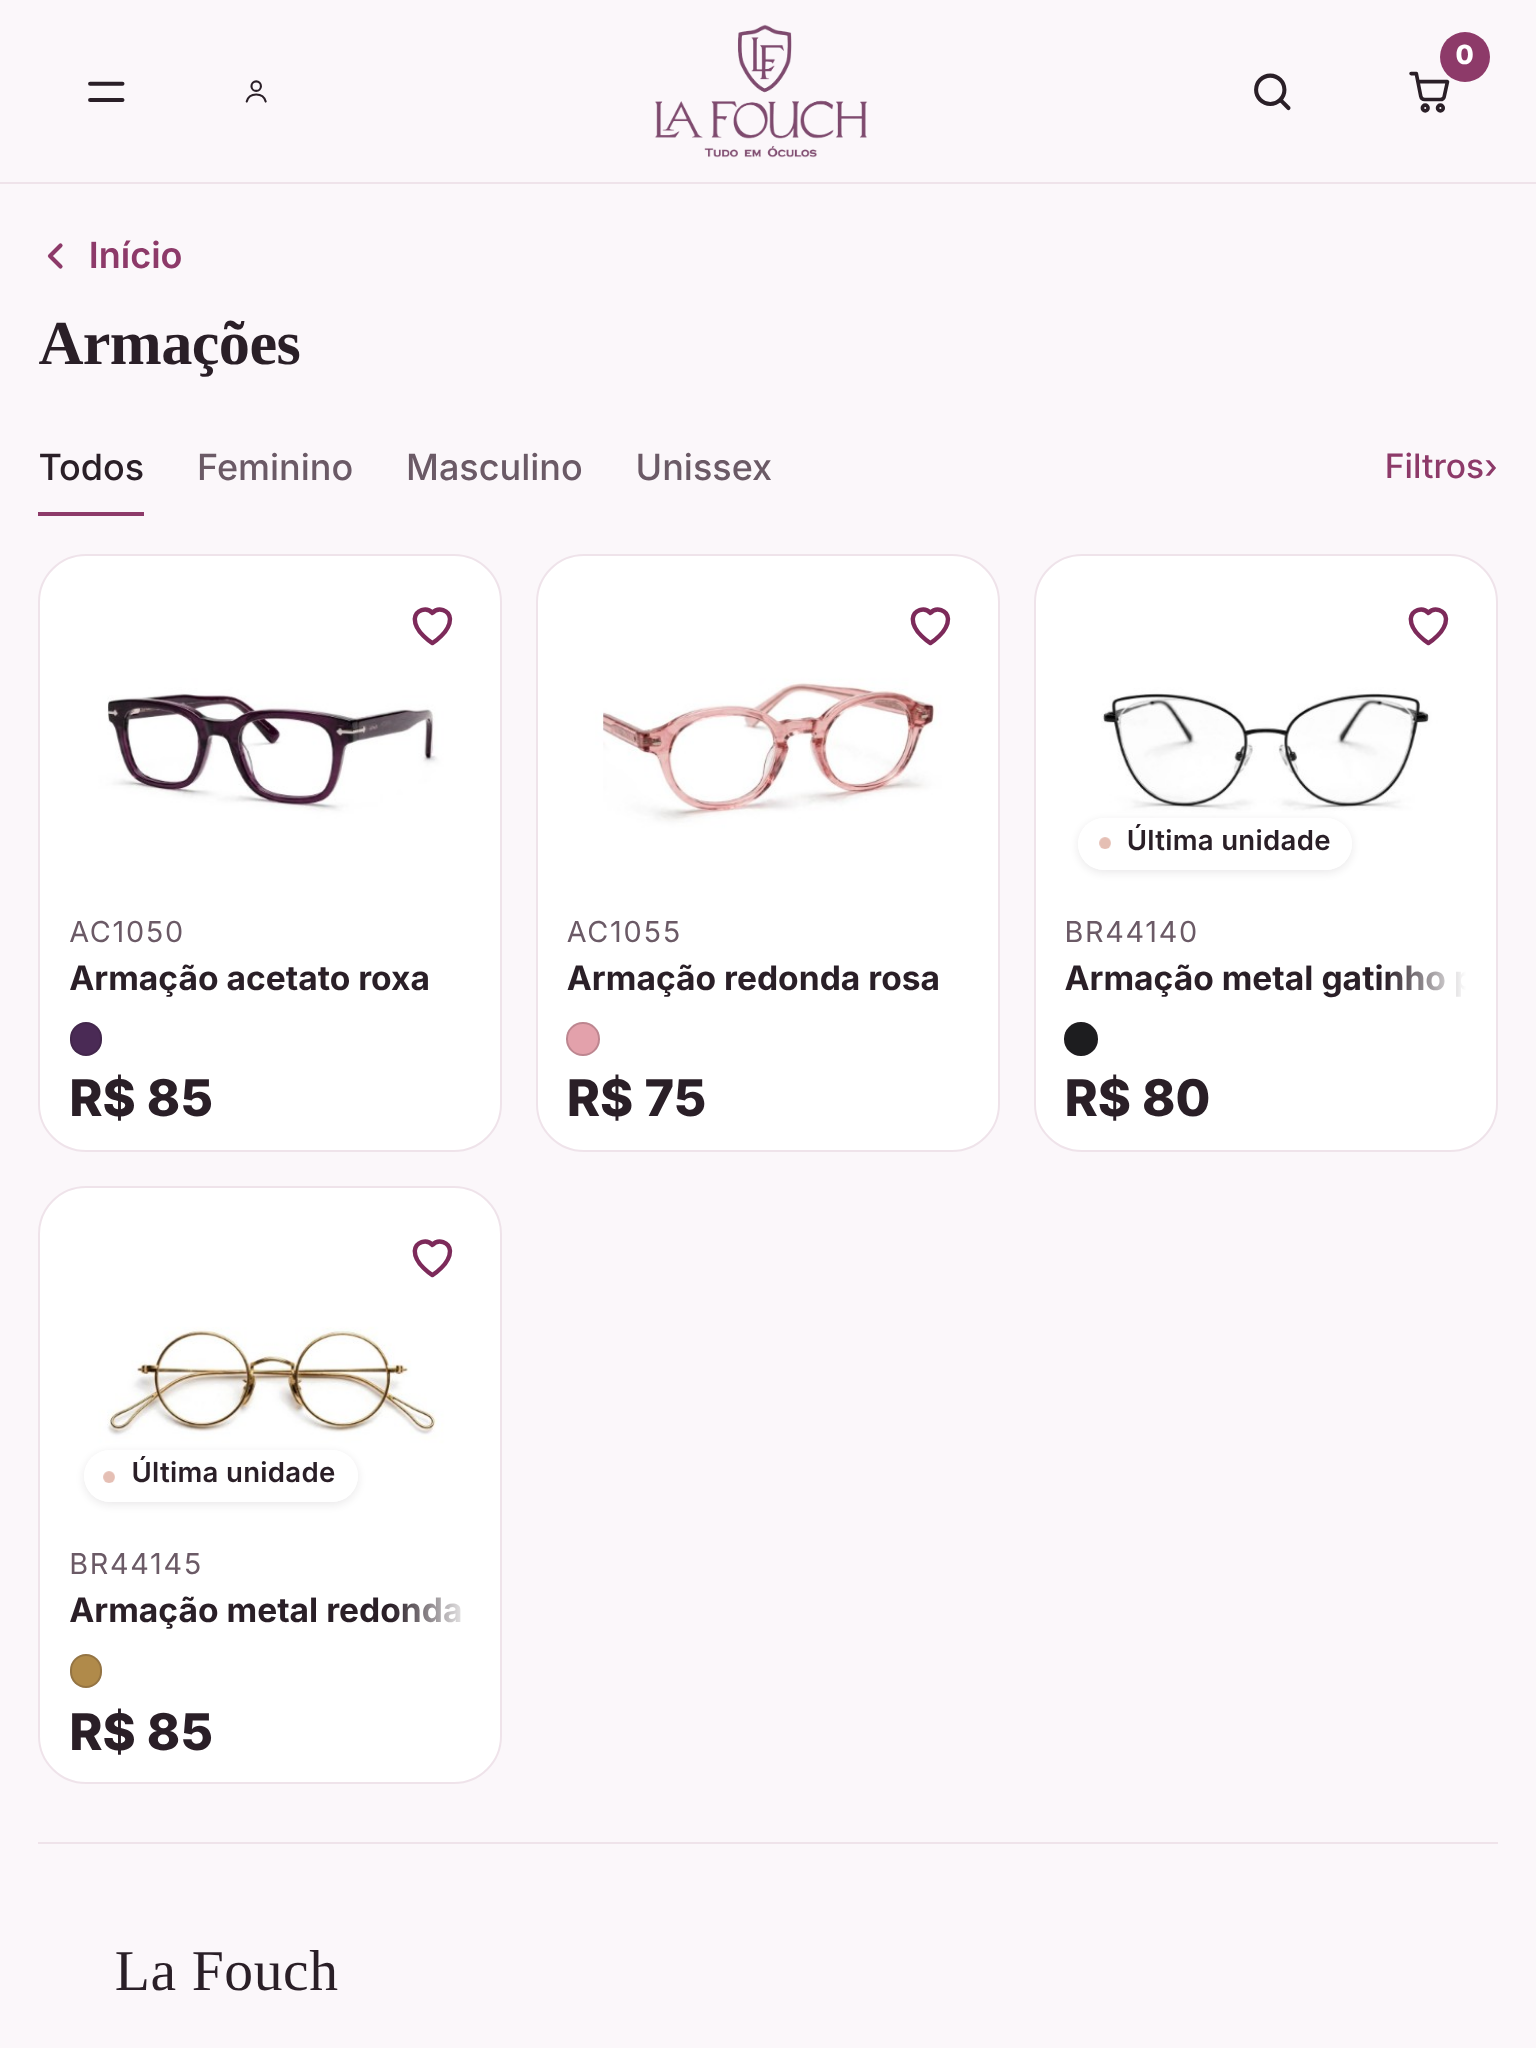 0
LF
LA FOUCH
TUDO EM ÓCULOS
Início
Armações
Todos Feminino Masculino Unissex Filtros›
AC1050
Armação acetato roxa
R$ 85
AC1055
Armação redonda rosa
R$ 75
Última unidade
BR44140
Armação metal gatinho
R$ 80
Última unidade
BR44145
Armação metal redonda
R$ 85
La Fouch